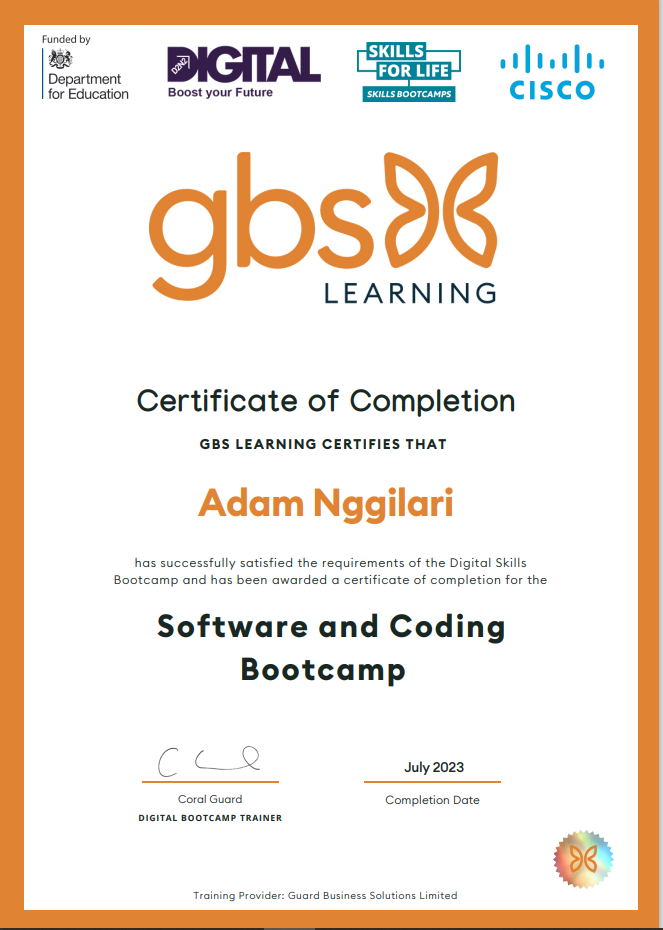 Funded by
Department
for Education
D2N2
DIGITAL
Boost your Future
SKILLS
FOR LIFE
SKILLS BOOTCAMPS
CISCO
gbs
LEARNING
Certificate of Completion
GBS LEARNING CERTIFIES THAT
Adam Nggilari
has successfully satisfied the requirements of the Digital Skills
Bootcamp and has been awarded a certificate of completion for the
Software and Coding
Bootcamp
July 2023
Coral Guard
Completion Date
DIGITAL BOOTCAMP TRAINER
Training Provider: Guard Business Solutions Limited